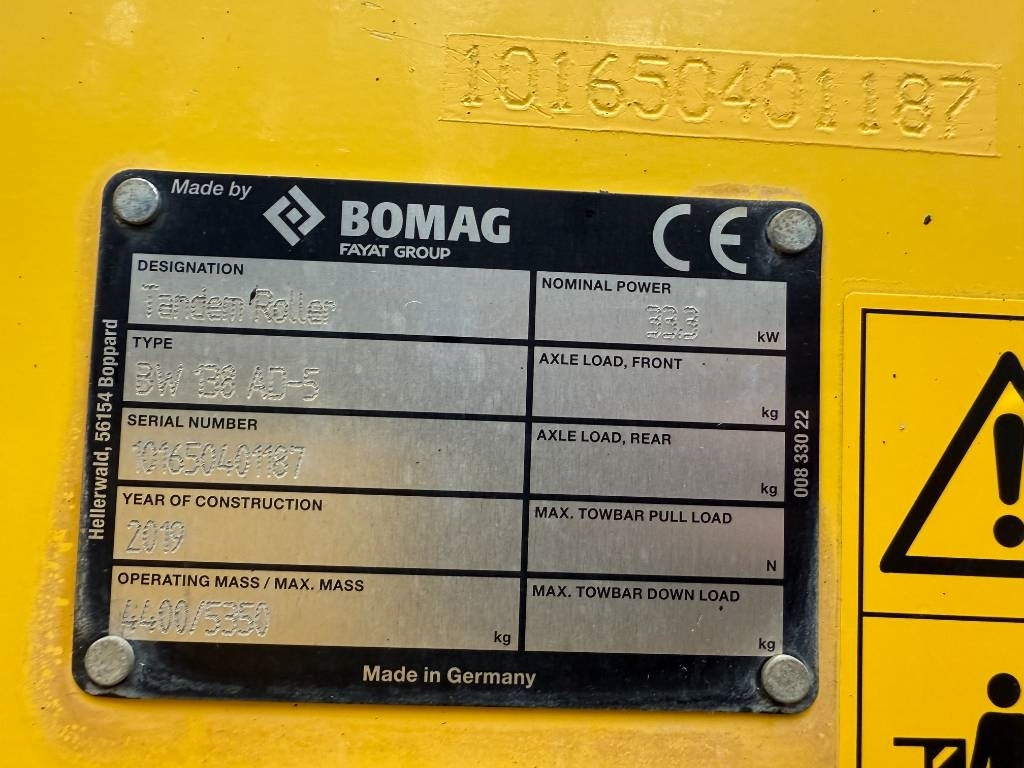 101650401187
Made by
BOMAG
FAYAT GROUP
CE
DESIGNATION
Tandem Roller
NOMINAL POWER
33.3 kW
TYPE
BW 138 AD-5
AXLE LOAD, FRONT
kg
SERIAL NUMBER
101650401187
AXLE LOAD, REAR
kg
YEAR OF CONSTRUCTION
2019
MAX. TOWBAR PULL LOAD
N
OPERATING MASS / MAX. MASS
4400/5350 kg
MAX. TOWBAR DOWN LOAD
kg
Hellerwald, 56154 Boppard
008 330 22
Made in Germany